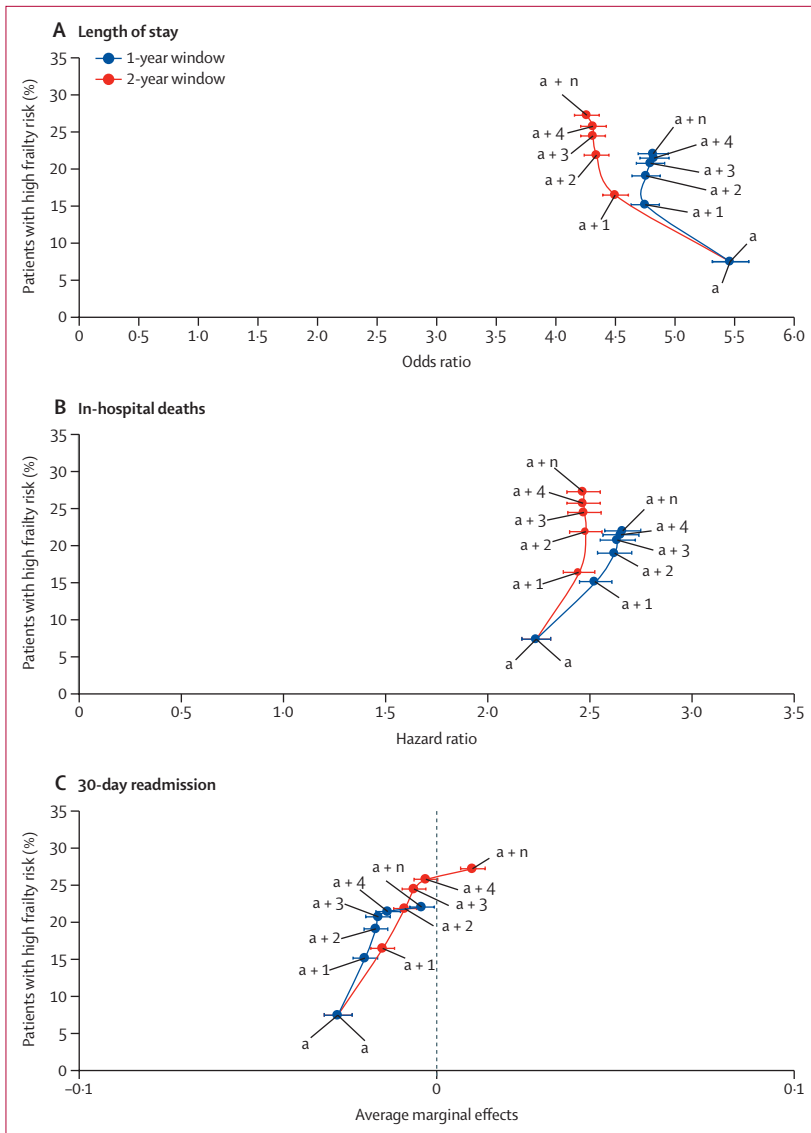 A Length of stay
35
1-year window
2-year window
30
25
20
15
10
5
0
Patients with high frailty risk (%)
a + n
a + 4
a + 3
a + 2
a + 1
a + n
a + 4
a + 3
a + 2
a + 1
a
a
0 0·5 1·0 1·5 2·0 2·5 3·0 3·5 4·0 4·5 5·0 5·5 6·0
Odds ratio
B In-hospital deaths
35
30
25
20
15
10
5
0
Patients with high frailty risk (%)
a + n
a + 4
a + 3
a + 2
a + 1
a + n
a + 4
a + 3
a + 2
a + 1
a a
0 0·5 1·0 1·5 2·0 2·5 3·0 3·5
Hazard ratio
C 30-day readmission
35
30
25
20
15
10
5
0
Patients with high frailty risk (%)
a + n
a + n
a + 4
a + 4
a + 3
a + 3
a + 2
a + 2
a + 1
a + 1
a
a
–0·1 0 0·1
Average marginal effects